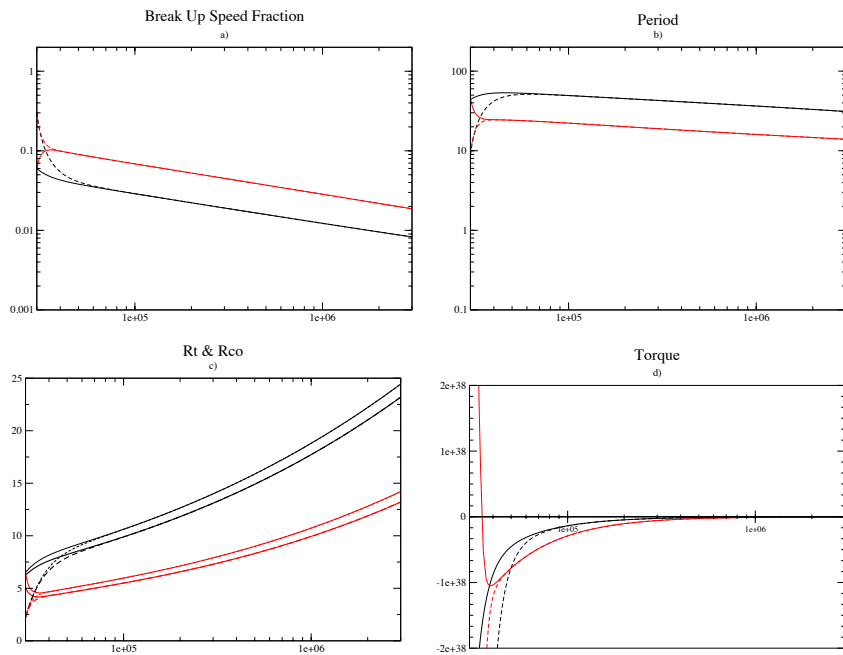 Break Up Speed Fraction
a)
1
0.1
0.01
0.001
1e+05
1e+06
Period
b)
100
10
1
0.1
1e+05
1e+06
Rt & Rco
c)
25
20
15
10
5
0
1e+05
1e+06
Torque
d)
2e+38
1e+38
0
-1e+38
-2e+38
1e+05
1e+06